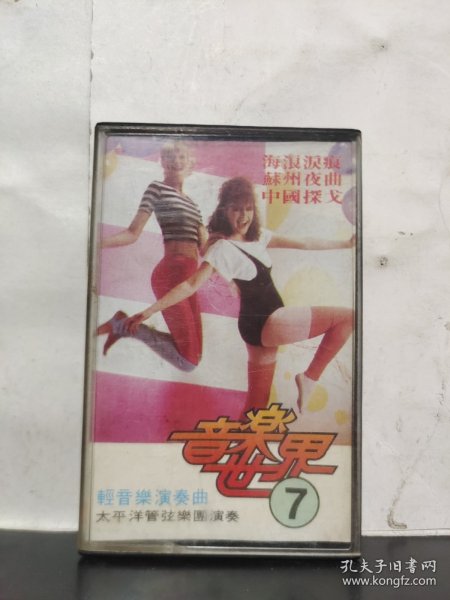 海浪淚痕
蘇州夜曲
中國探戈
音楽世界
7
輕音樂演奏曲
太平洋管弦樂團演奏
孔夫子旧书网
www.kongfz.com